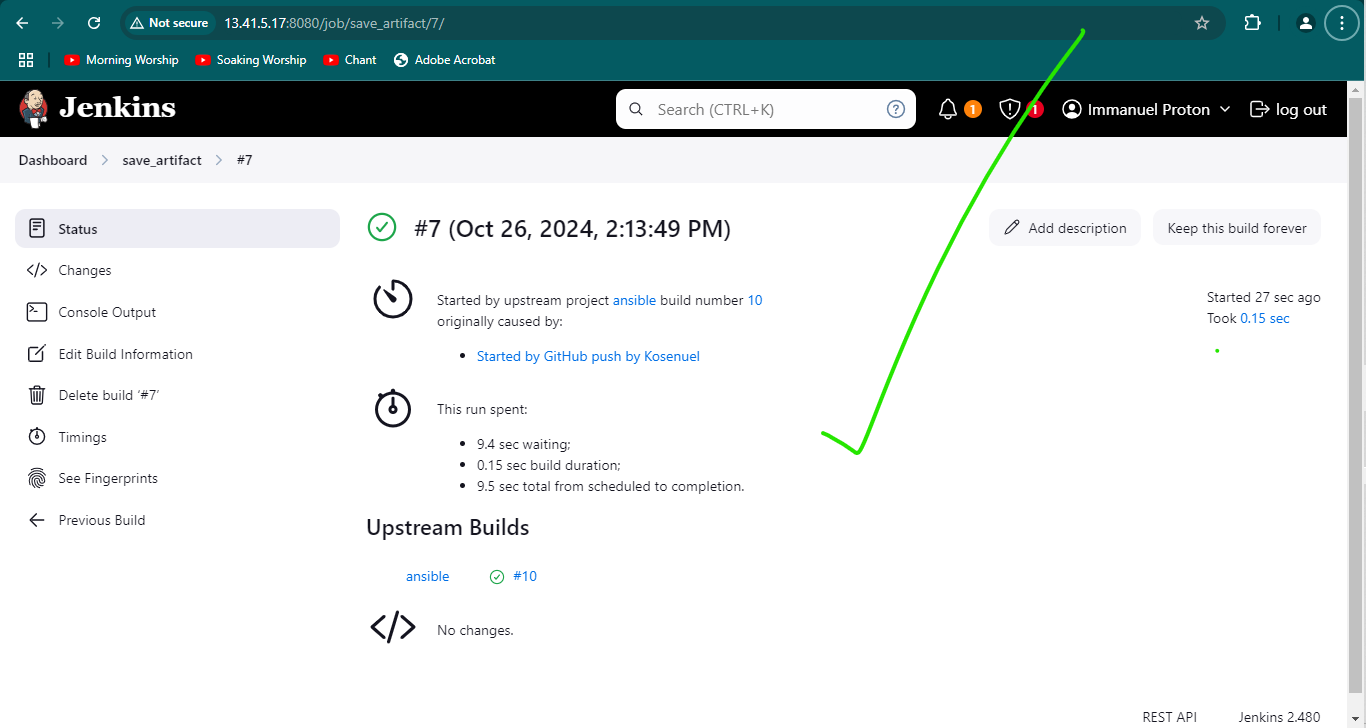 Not secure 13.41.5.17:8080/job/save_artifact/7/
Morning Worship Soaking Worship Chant Adobe Acrobat
Jenkins Search (CTRL+K) 1 1 Immanuel Proton log out
Dashboard save_artifact #7
Status
Changes
Console Output
Edit Build Information
Delete build ‘#7’
Timings
See Fingerprints
Previous Build
#7 (Oct 26, 2024, 2:13:49 PM)
Add description Keep this build forever
Started by upstream project ansible build number 10
originally caused by:
Started by GitHub push by Kosenuel
Started 27 sec ago
Took 0.15 sec
This run spent:
9.4 sec waiting;
0.15 sec build duration;
9.5 sec total from scheduled to completion.
Upstream Builds
ansible #10
No changes.
REST API Jenkins 2.480